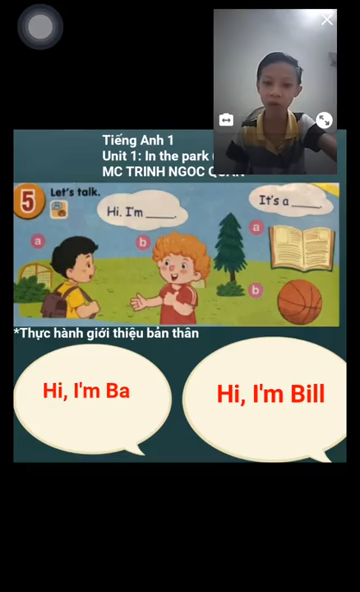 Tiếng Anh 1
Unit 1: In the park
MC TRINH NGOC QUAN
5 Let's talk.
Hi. I'm ____.
It's a ____.
a
b
a
b
*Thực hành giới thiệu bản thân
Hi, I'm Ba
Hi, I'm Bill